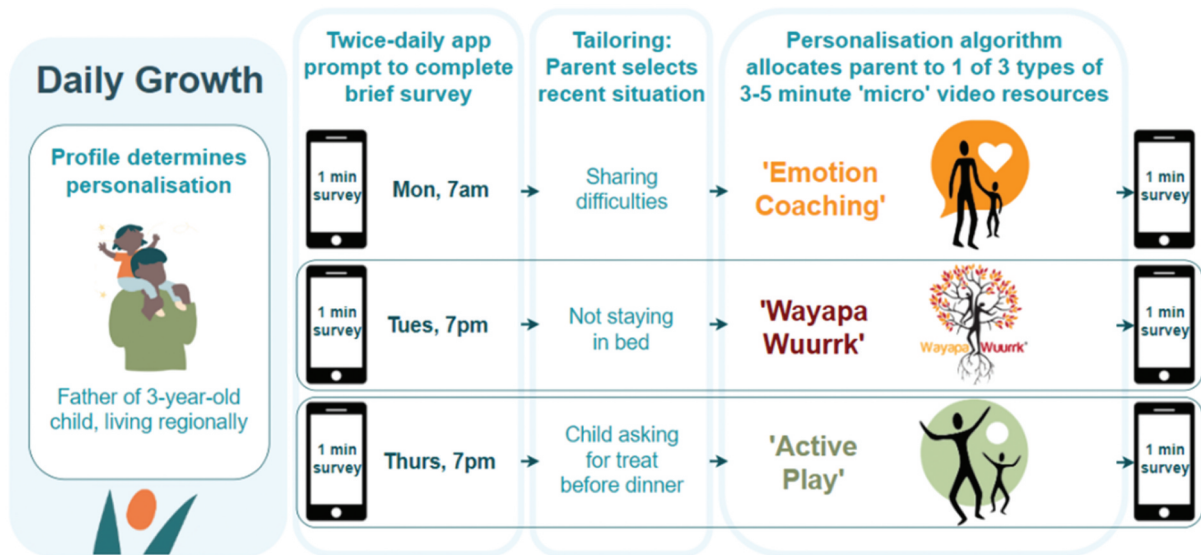 Daily Growth
Profile determines
personalisation
Father of 3-year-old
child, living regionally
Twice-daily app
prompt to complete
brief survey
Tailoring:
Parent selects
recent situation
Personalisation algorithm
allocates parent to 1 of 3 types of
3-5 minute 'micro' video resources
1 min
survey
Mon, 7am
Sharing
difficulties
'Emotion
Coaching'
1 min
survey
1 min
survey
Tues, 7pm
Not staying
in bed
'Wayapa
Wuurrk'
Wayapa Wuurrk®
1 min
survey
1 min
survey
Thurs, 7pm
Child asking
for treat
before dinner
'Active
Play'
1 min
survey